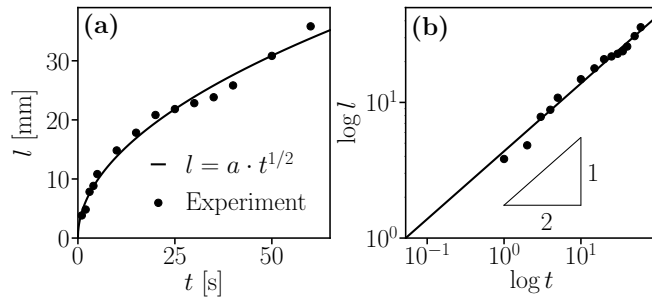 (a)
30
20
10
0
0
25
50
l [mm]
t [s]
l = a · t^{1/2}
Experiment
(b)
10^1
10^0
10^{-1}
10^0
10^1
log l
log t
1
2